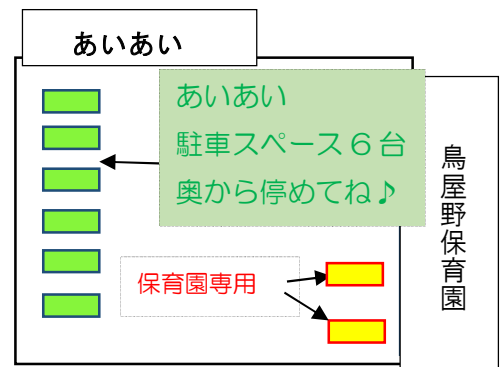 あいあい
あいあい
駐車スペース６台
奥から停めてね♪
保育園専用
鳥屋野保育園